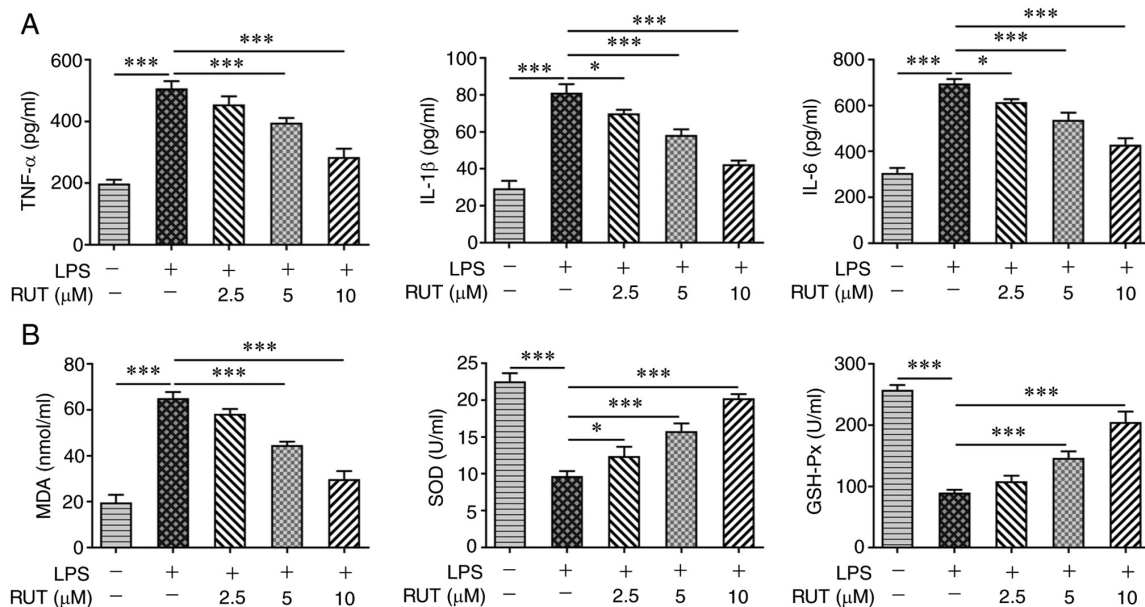 A
TNF-α (pg/ml)
600
400
200
0
***
***
***
LPS – + + + +
RUT (μM) – – 2.5 5 10
IL-1β (pg/ml)
100
80
60
40
20
0
***
*
***
***
LPS – + + + +
RUT (μM) – – 2.5 5 10
IL-6 (pg/ml)
800
600
400
200
0
***
*
***
***
LPS – + + + +
RUT (μM) – – 2.5 5 10
B
MDA (nmol/ml)
80
60
40
20
0
***
***
***
LPS – + + + +
RUT (μM) – – 2.5 5 10
SOD (U/ml)
25
20
15
10
5
0
***
***
***
*
LPS – + + + +
RUT (μM) – – 2.5 5 10
GSH-Px (U/ml)
300
200
100
0
***
***
***
LPS – + + + +
RUT (μM) – – 2.5 5 10